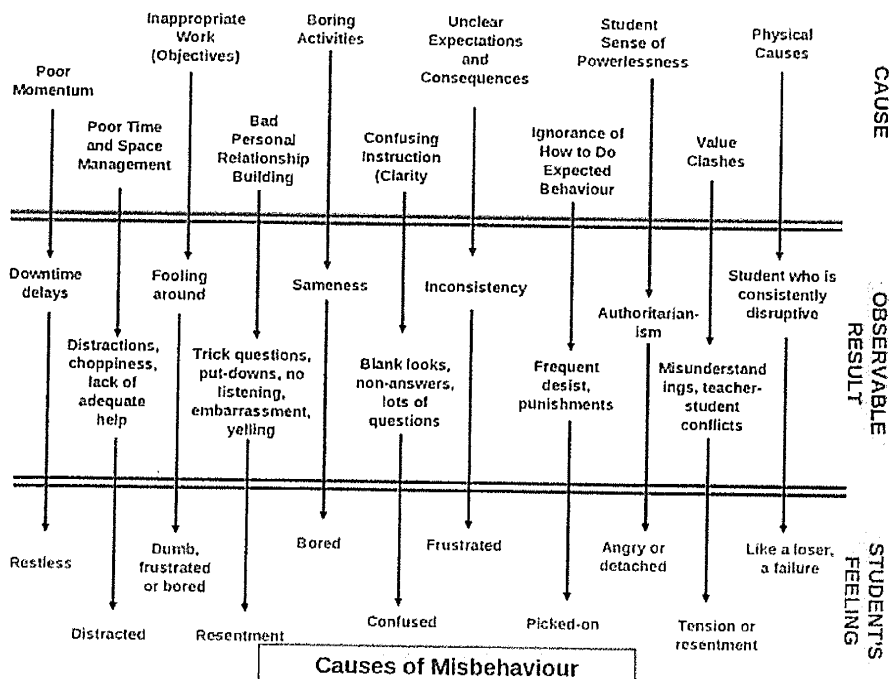 Poor
Momentum
Poor Time
and Space
Management
Inappropriate
Work
(Objectives)
Bad
Personal
Relationship
Building
Boring
Activities
Confusing
Instruction
(Clarity
Unclear
Expectations
and
Consequences
Ignorance of
How to Do
Expected
Behaviour
Student
Sense of
Powerlessness
Value
Clashes
Physical
Causes
CAUSE
Downtime
delays
Distractions,
choppiness,
lack of
adequate
help
Fooling
around
Trick questions,
put-downs, no
listening,
embarrassment,
yelling
Sameness
Blank looks,
non-answers,
lots of
questions
Inconsistency
Frequent
desist,
punishments
Authoritarian-
ism
Misunderstand
ings, teacher-
student
conflicts
Student who is
consistently
disruptive
OBSERVABLE
RESULT
Restless
Distracted
Dumb,
frustrated
or bored
Resentment
Bored
Confused
Frustrated
Picked-on
Angry or
detached
Tension or
resentment
Like a loser,
a failure
STUDENT'S
FEELING
Causes of Misbehaviour